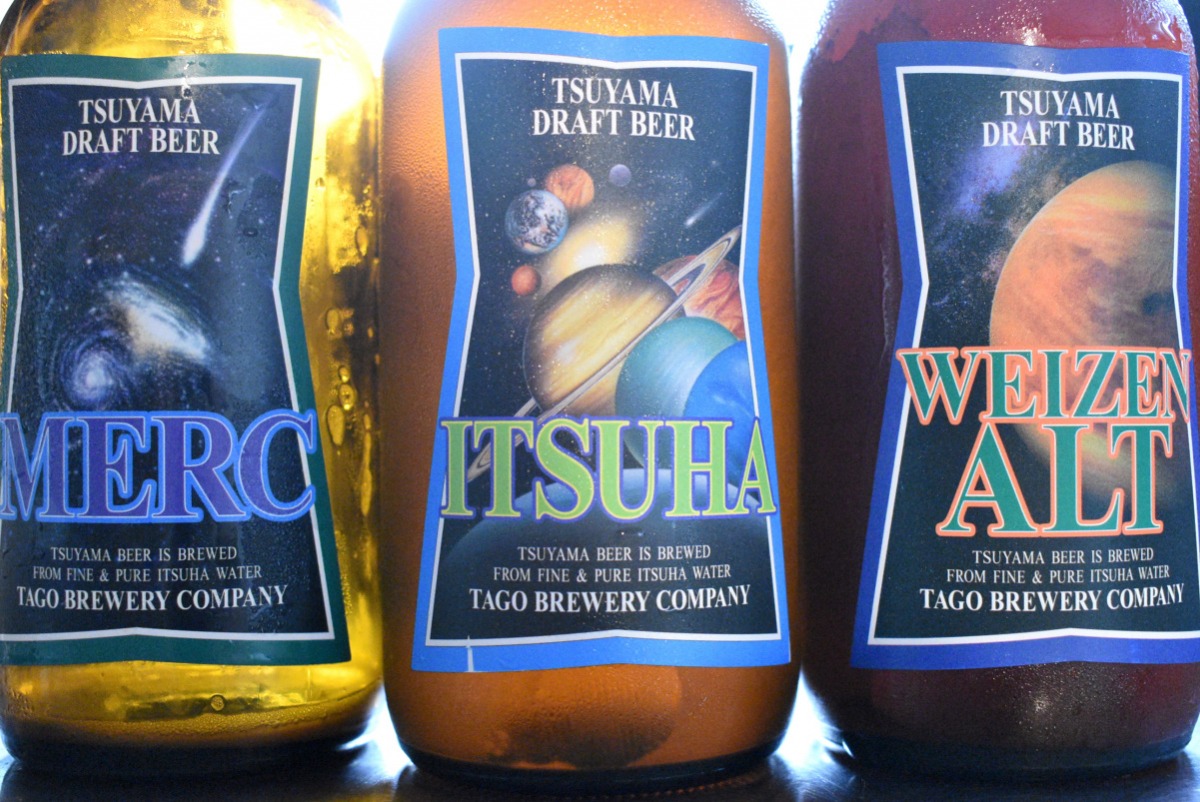 TSUYAMA
DRAFT BEER
MERC
TSUYAMA BEER IS BREWED
FROM FINE & PURE ITSUHA WATER
TAGO BREWERY COMPANY
TSUYAMA
DRAFT BEER
ITSUHA
TSUYAMA BEER IS BREWED
FROM FINE & PURE ITSUHA WATER
TAGO BREWERY COMPANY
TSUYAMA
DRAFT BEER
WEIZEN
ALT
TSUYAMA BEER IS BREWED
FROM FINE & PURE ITSUHA WATER
TAGO BREWERY COMPANY